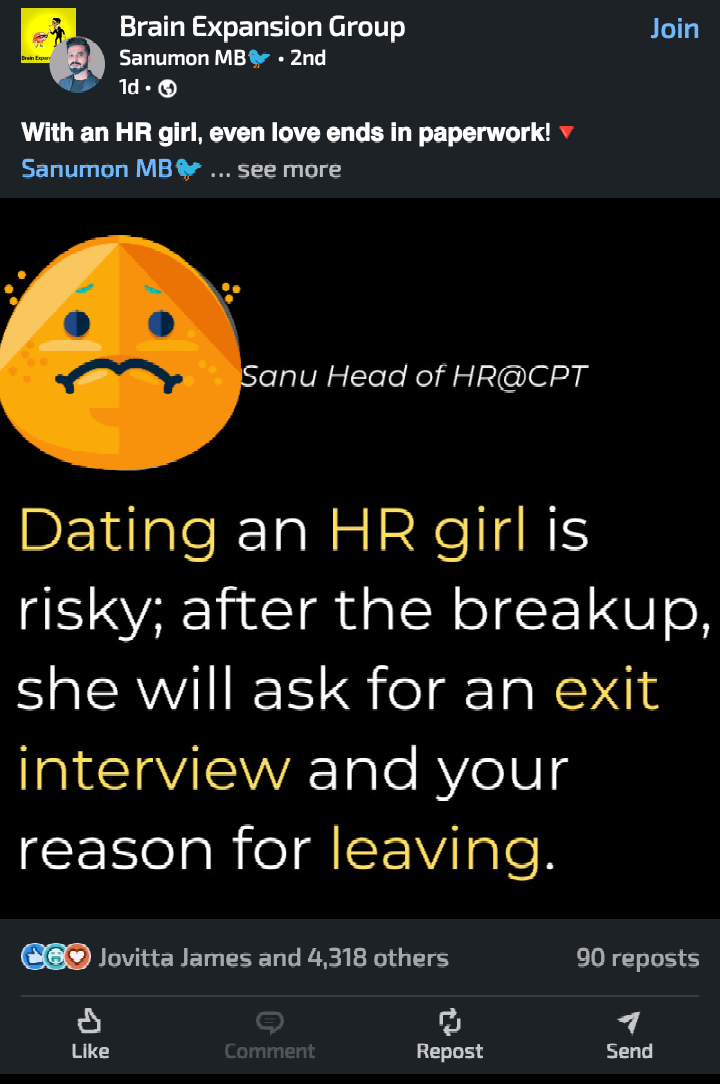 Brain Expansion Group
Join
Sanumon MB🐦 • 2nd
1d •
With an HR girl, even love ends in paperwork!🔻
Sanumon MB🐦 ... see more
Sanu Head of HR@CPT
Dating an HR girl is
risky; after the breakup,
she will ask for an exit
interview and your
reason for leaving.
Jovitta James and 4,318 others
90 reposts
Like
Comment
Repost
Send